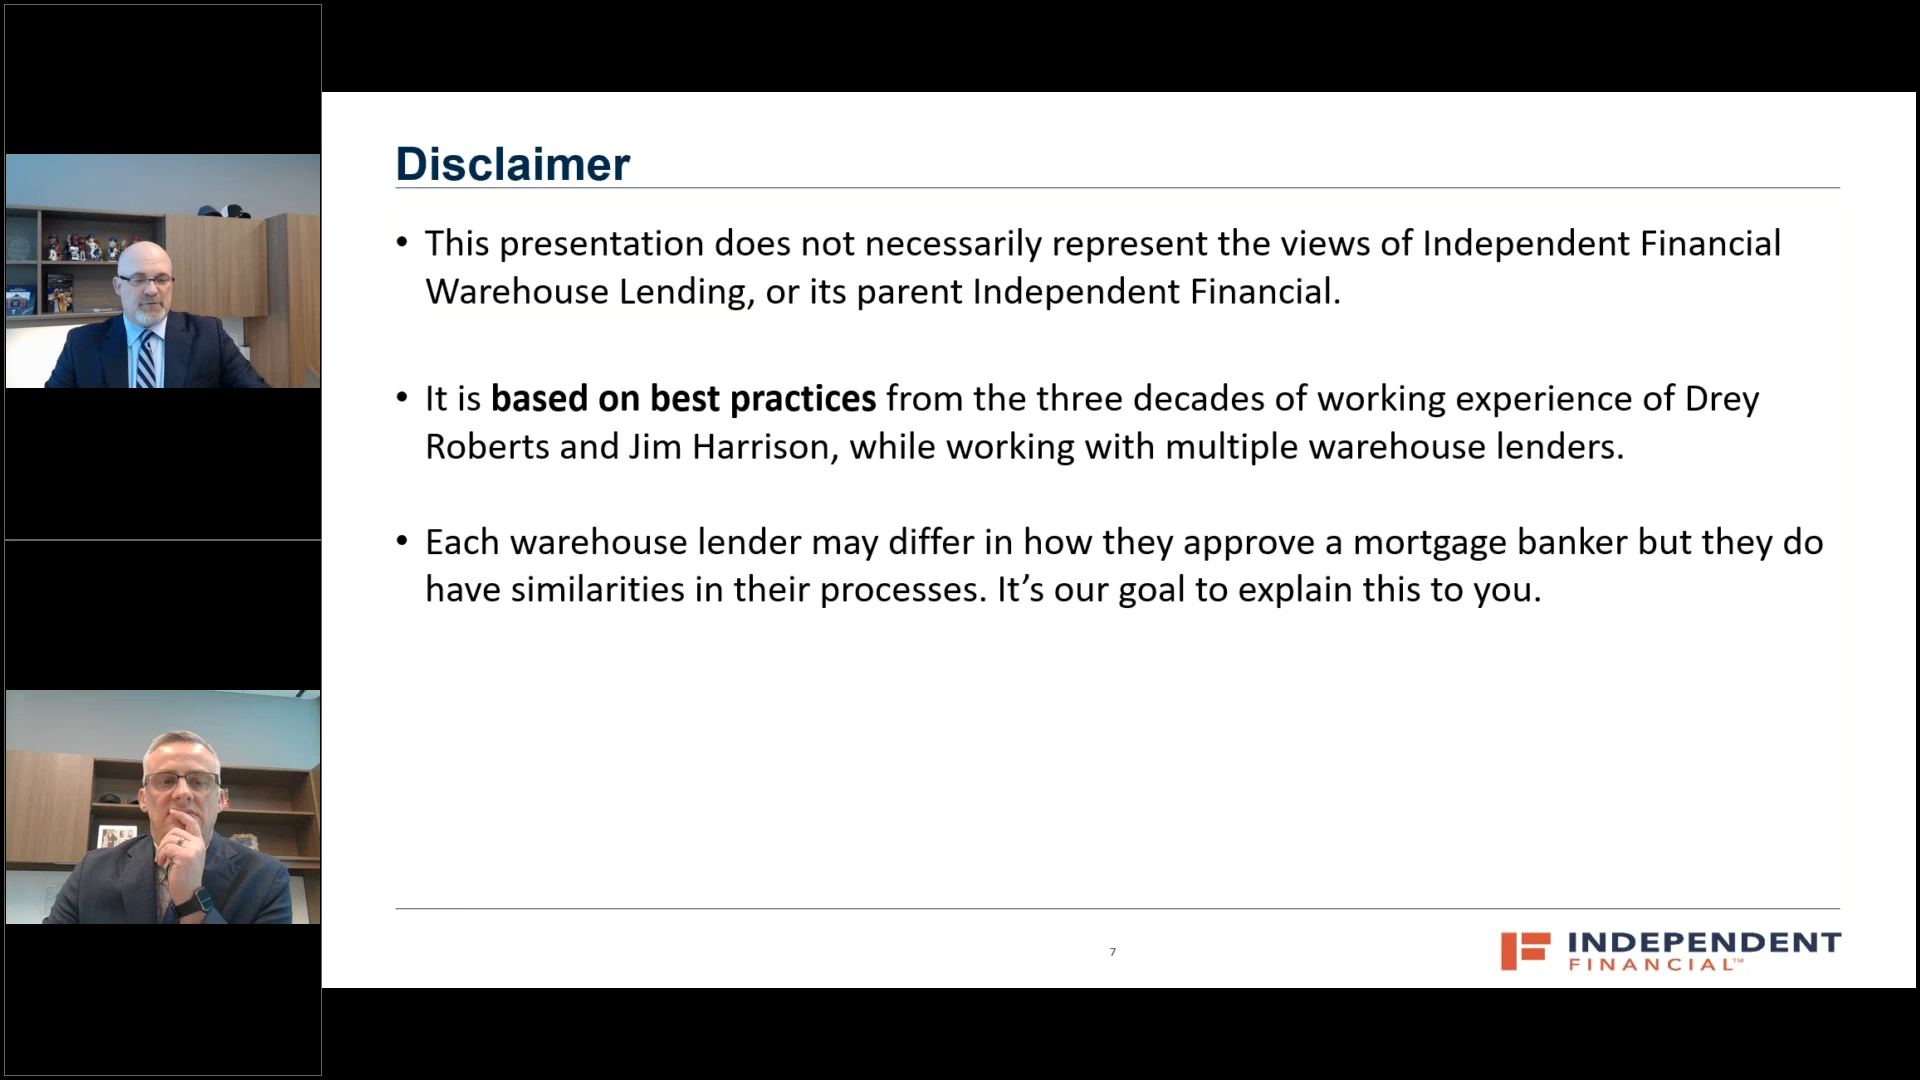 Disclaimer
• This presentation does not necessarily represent the views of Independent Financial
Warehouse Lending, or its parent Independent Financial.
• It is based on best practices from the three decades of working experience of Drey
Roberts and Jim Harrison, while working with multiple warehouse lenders.
• Each warehouse lender may differ in how they approve a mortgage banker but they do
have similarities in their processes. It’s our goal to explain this to you.
7
IF INDEPENDENT
FINANCIAL™